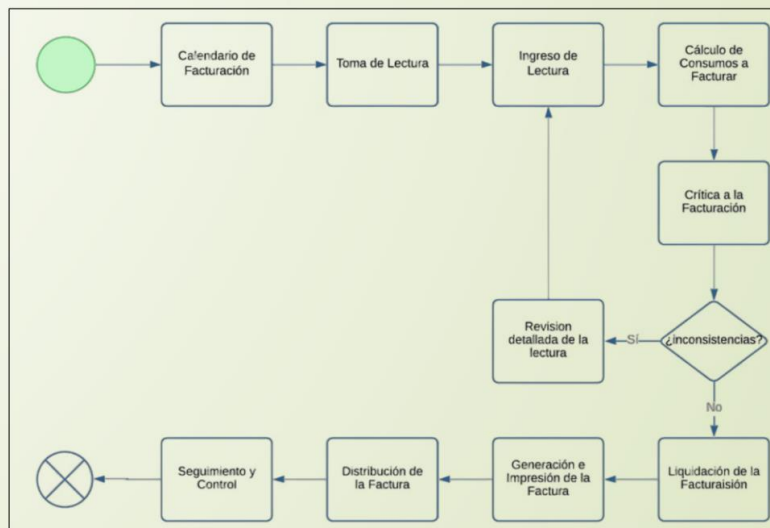 Calendario de
Facturación
Toma de Lectura
Ingreso de
Lectura
Cálculo de
Consumos a
Facturar
Crítica a la
Facturación
¿inconsistencias?
Sí
Revision
detallada de la
lectura
No
Liquidación de la
Facturaisión
Generación e
Impresión de la
Factura
Distribución de
la Factura
Seguimiento y
Control